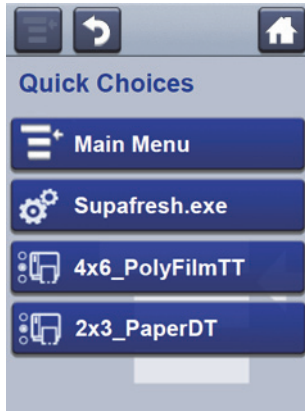 Quick Choices
Main Menu
Supafresh.exe
4x6_PolyFilmTT
2x3_PaperDT